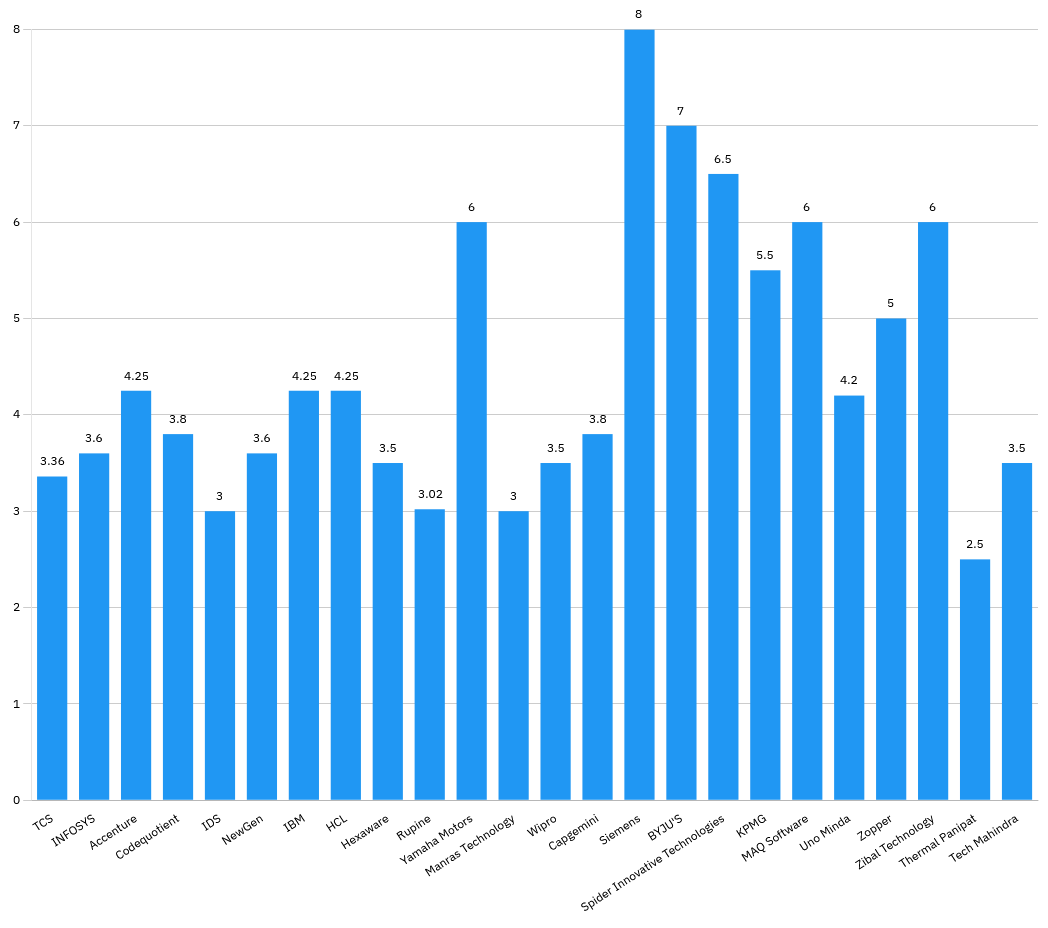 8
7
6
5
4
3
2
1
0
3.36
3.6
4.25
3.8
3
3.6
4.25
4.25
3.5
3.02
6
3
3.5
3.8
8
7
6.5
5.5
6
4.2
5
6
2.5
3.5
TCS
INFOSYS
Accenture
Codequotient
IDS
NewGen
IBM
HCL
Hexaware
Rupine
Yamaha Motors
Manras Technology
Wipro
Capgemini
Siemens
BYJU'S
Spider Innovative Technologies
KPMG
MAQ Software
Uno Minda
Zopper
Zibal Technology
Thermal Panipat
Tech Mahindra